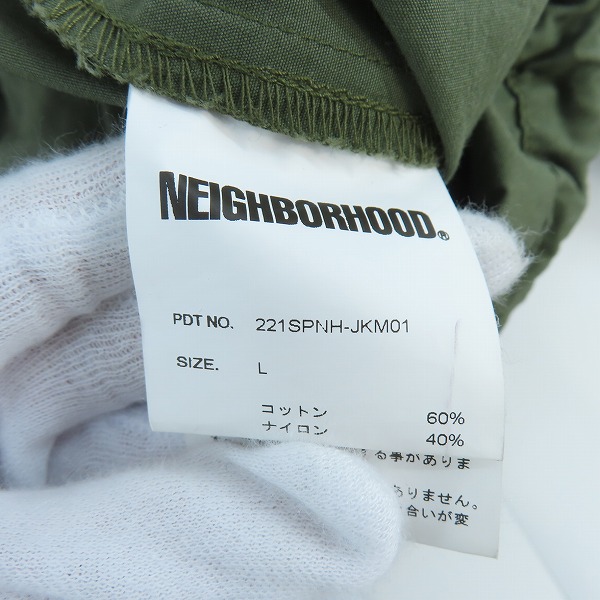 NEIGHBORHOOD®
PDT NO. 221SPNH-JKM01
SIZE. L
コットン 60%
ナイロン 40%
る事がありま
ありません。
合いが変